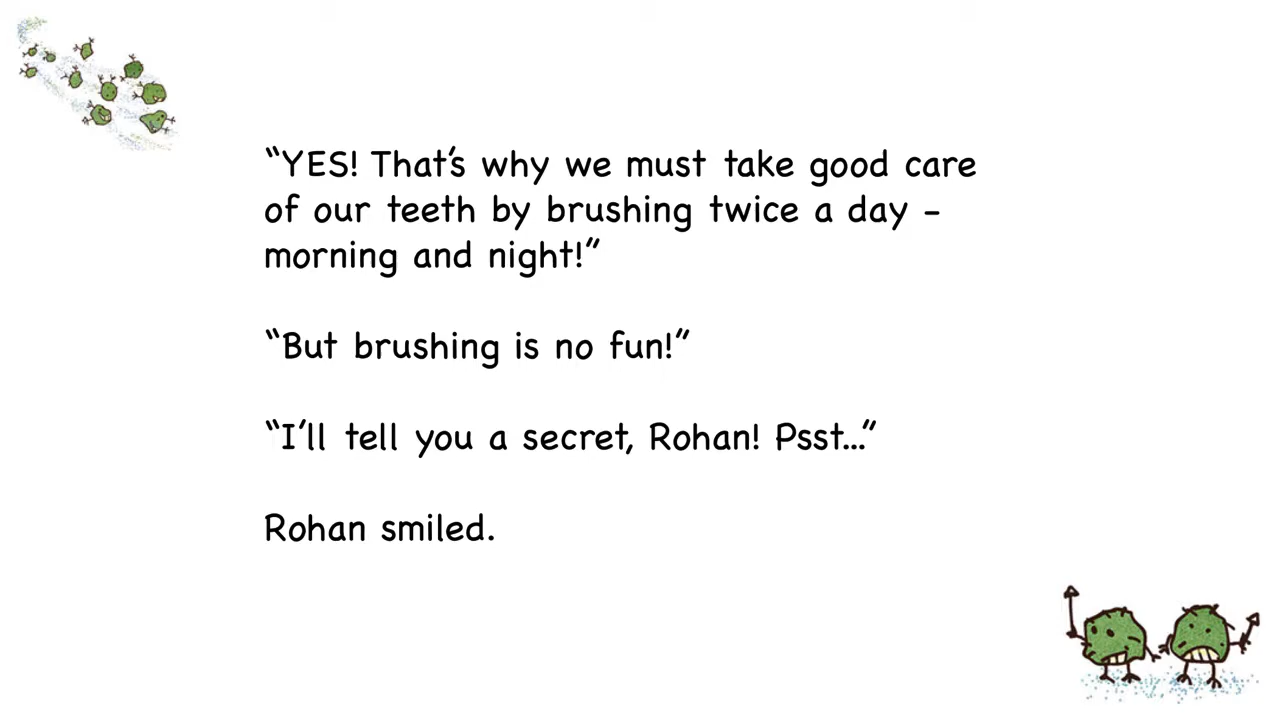 “YES! That’s why we must take good care
of our teeth by brushing twice a day -
morning and night!”
“But brushing is no fun!”
“I’ll tell you a secret, Rohan! Psst...”
Rohan smiled.